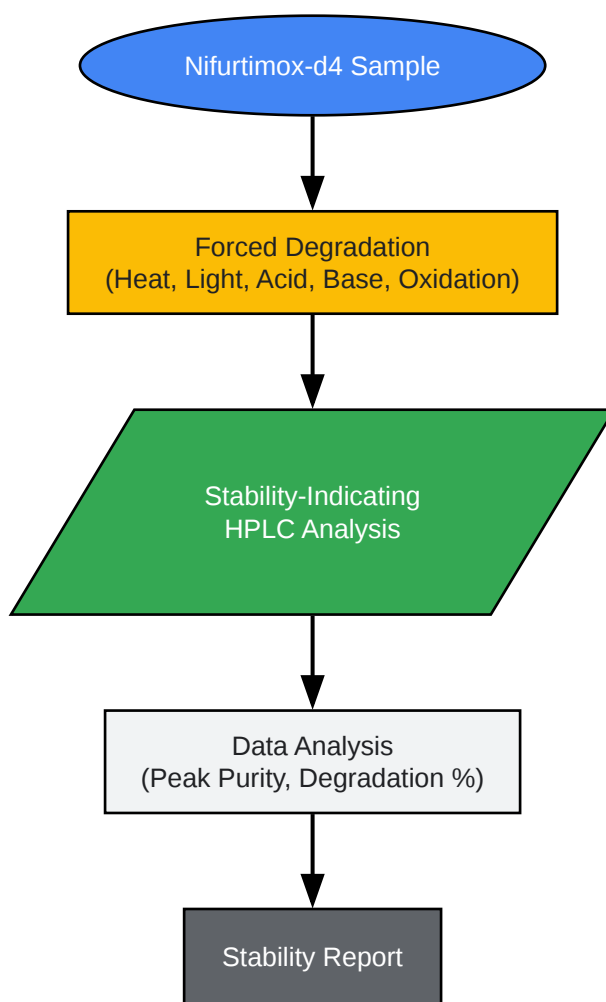 Nifurtimox-d4 Sample
Forced Degradation
(Heat, Light, Acid, Base, Oxidation)
Stability-Indicating
HPLC Analysis
Data Analysis
(Peak Purity, Degradation %)
Stability Report